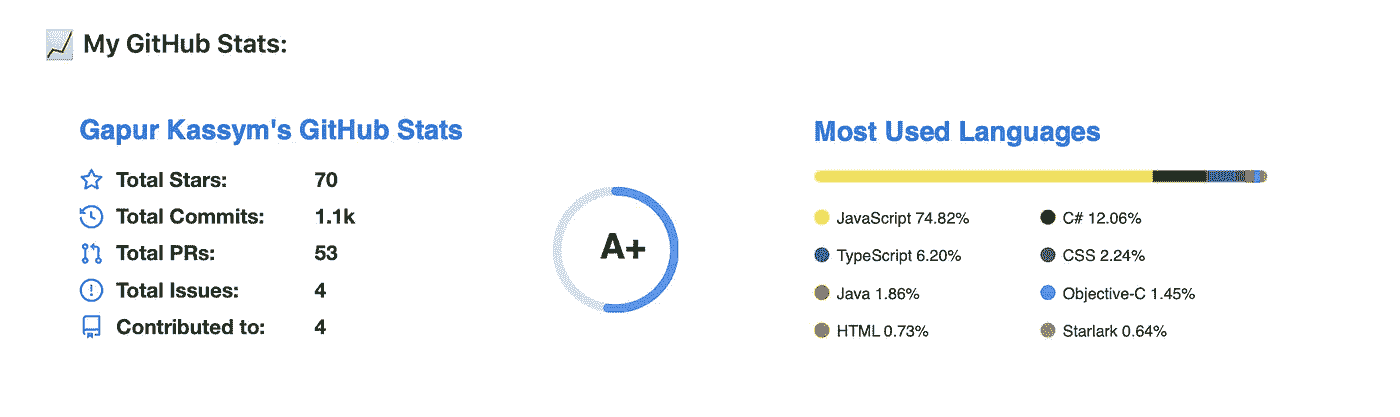 My GitHub Stats:
Gapur Kassym's GitHub Stats
Total Stars: 70
Total Commits: 1.1k
Total PRs: 53
Total Issues: 4
Contributed to: 4
A+
Most Used Languages
JavaScript 74.82%
C# 12.06%
TypeScript 6.20%
CSS 2.24%
Java 1.86%
Objective-C 1.45%
HTML 0.73%
Starlark 0.64%